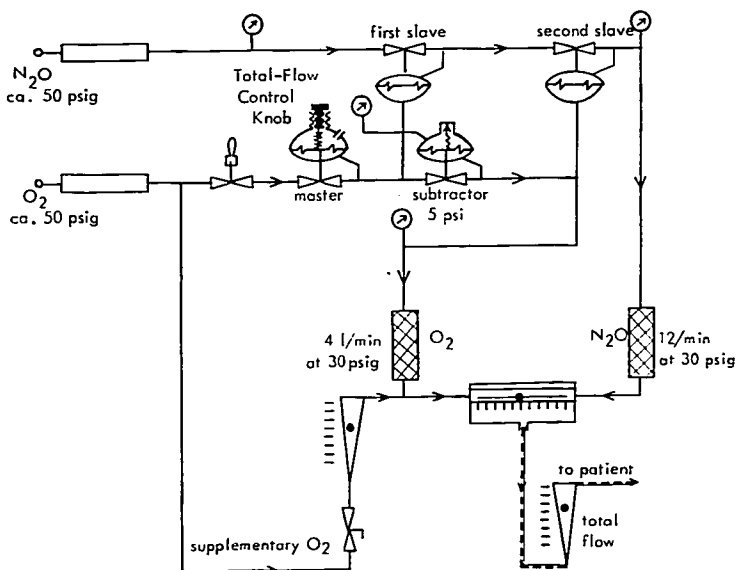 first slave
second slave
N2O
ca. 50 psig
Total-Flow
Control
Knob
O2
ca. 50 psig
master
subtractor
5 psi
4 l/min
at 30 psig
O2
N2O
12/min
at 30 psig
supplementary O2
to patient
total
flow